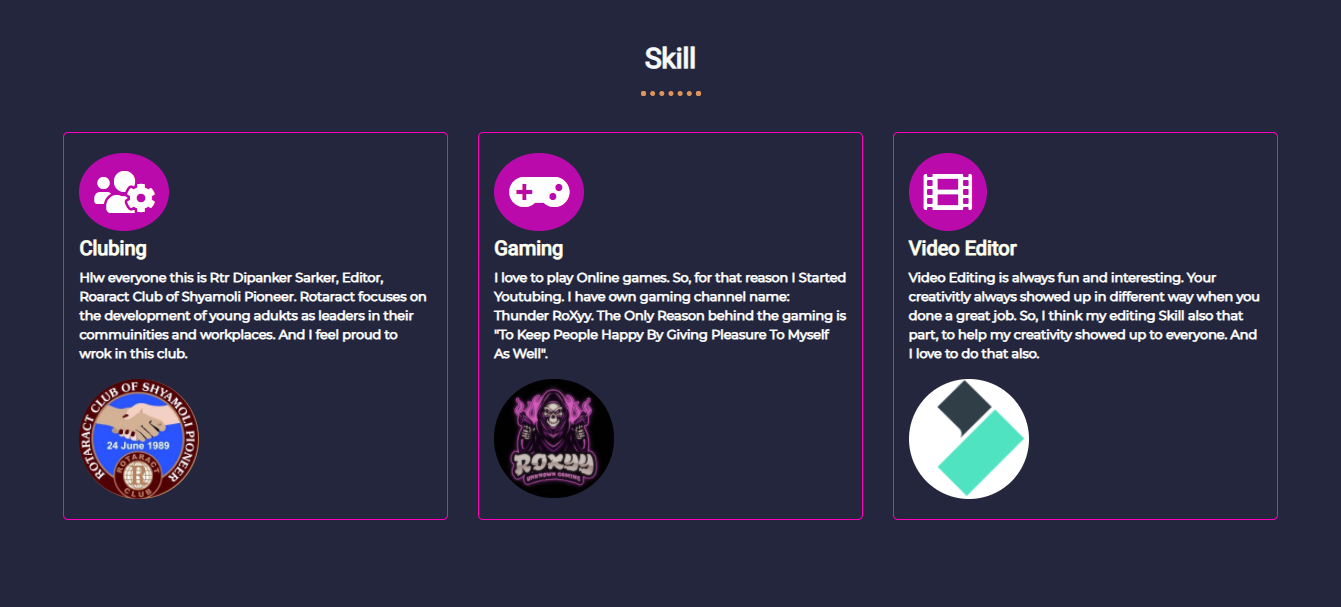 Skill
Clubing
Hlw everyone this is Rtr Dipanker Sarker, Editor,
Roaract Club of Shyamoli Pioneer. Rotaract focuses on
the development of young adukts as leaders in their
commuinities and workplaces. And I feel proud to
wrok in this club.
ROTARACT CLUB OF SHYAMOLI PIONEER
24 June 1989
ROTARACT
R
CLUB
Gaming
I love to play Online games. So, for that reason I Started
Youtubing. I have own gaming channel name:
Thunder RoXyy. The Only Reason behind the gaming is
"To Keep People Happy By Giving Pleasure To Myself
As Well".
ROXYY
UNKNOWN GAMING
Video Editor
Video Editing is always fun and interesting. Your
creativitly always showed up in different way when you
done a great job. So, I think my editing Skill also that
part, to help my creativity showed up to everyone. And
I love to do that also.